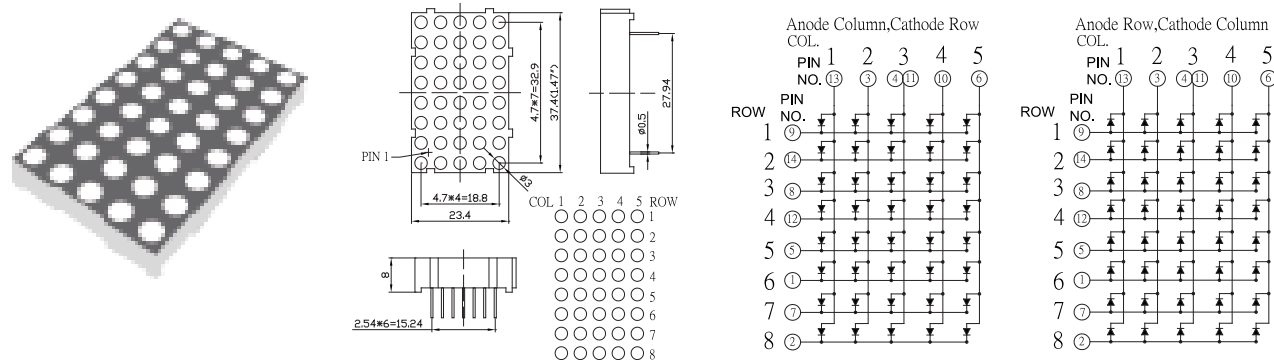 4.7*7=32.9
37.4(1.47")
PIN 1
ø3
4.7*4=18.8
23.4
27.94
ø0.5
COL 1 2 3 4 5 ROW
1
2
3
4
5
6
7
8
8
2.54*6=15.24
Anode Column,Cathode Row
COL. 1 2 3 4 5
PIN NO. 13 3 4 11 10 6
ROW PIN NO.
1 9
2 14
3 8
4 12
5 5
6 1
7 7
8 2
Anode Row,Cathode Column
COL. 1 2 3 4 5
PIN NO. 13 3 4 11 10 6
ROW PIN NO.
1 9
2 14
3 8
4 12
5 5
6 1
7 7
8 2